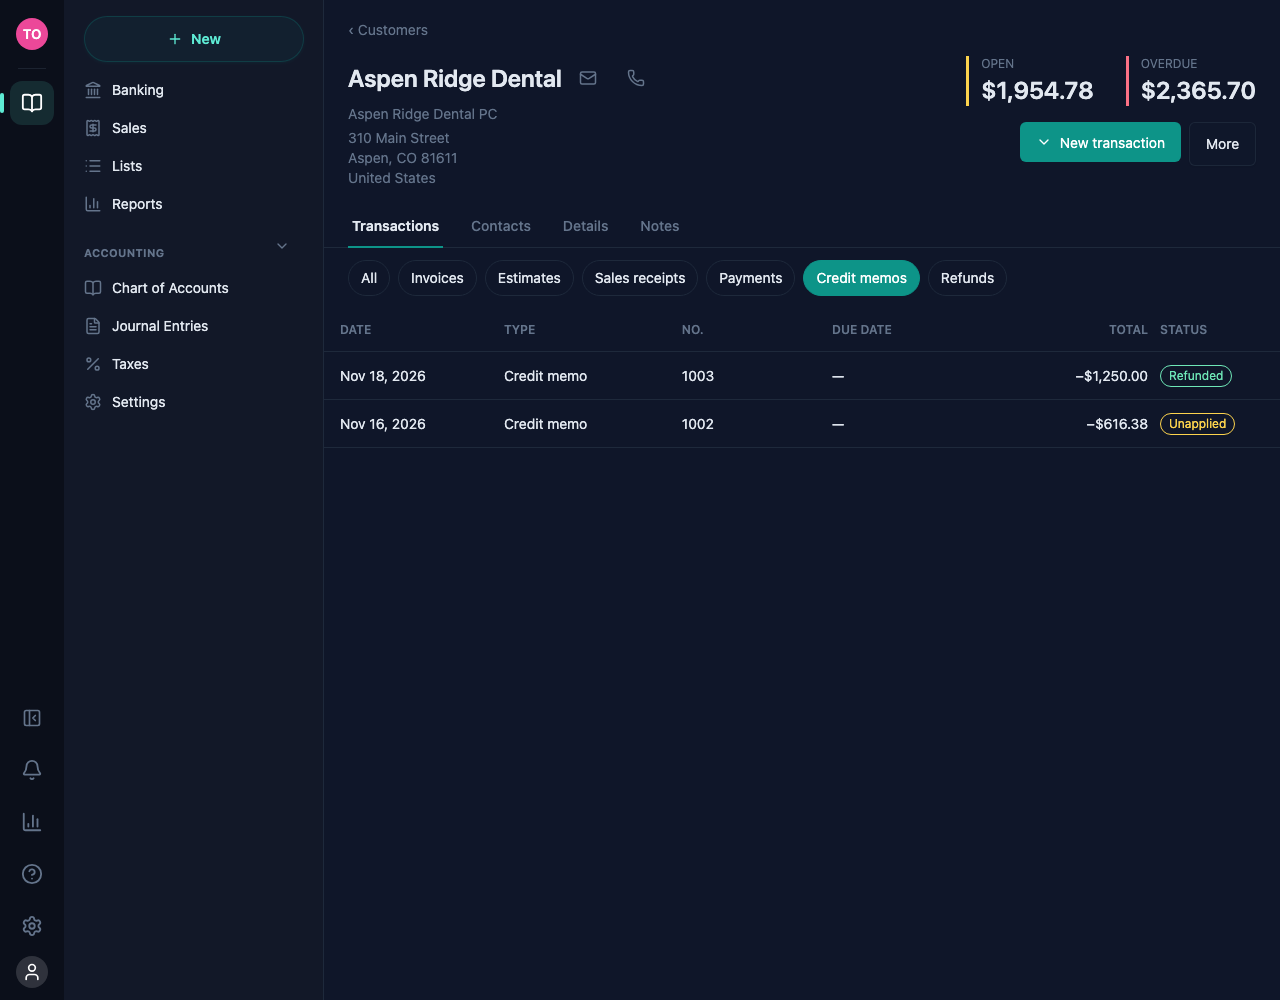 TO
+ New
Banking
Sales
Lists
Reports
ACCOUNTING
Chart of Accounts
Journal Entries
Taxes
Settings
‹ Customers
Aspen Ridge Dental
Aspen Ridge Dental PC
310 Main Street
Aspen, CO 81611
United States
OPEN
$1,954.78
OVERDUE
$2,365.70
New transaction
More
Transactions Contacts Details Notes
All Invoices Estimates Sales receipts Payments Credit memos Refunds
DATE TYPE NO. DUE DATE TOTAL STATUS
Nov 18, 2026 Credit memo 1003 — –$1,250.00 Refunded
Nov 16, 2026 Credit memo 1002 — –$616.38 Unapplied